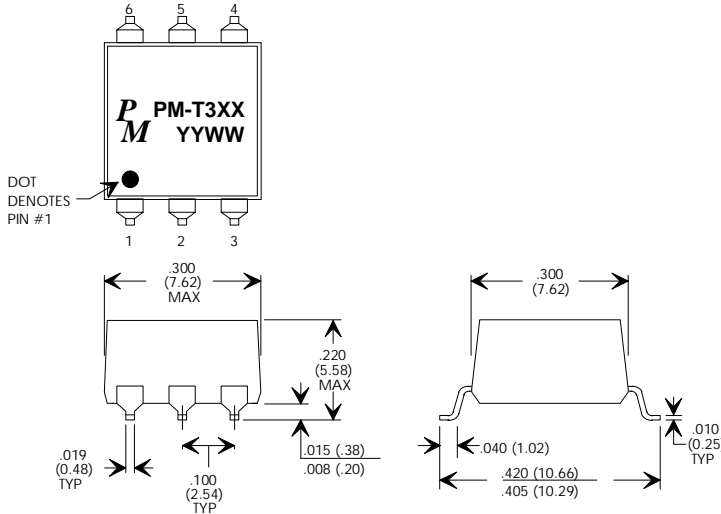 6 5 4
P PM-T3XX
M YYWW
DOT
DENOTES
PIN #1
1 2 3
.300
(7.62)
MAX
.300
(7.62)
.220
(5.58)
MAX
.019
(0.48)
TYP
.100
(2.54)
TYP
.015 (.38)
.008 (.20)
.040 (1.02)
.420 (10.66)
.405 (10.29)
.010
(0.25)
TYP